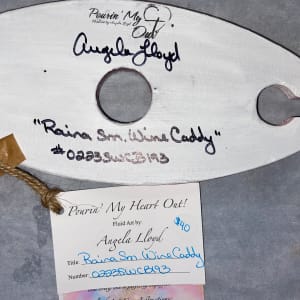 Pourin' My
Out
Angela Lloyd
"Raina Sm. Wine Caddy"
#0223SWCB193
Pourin' My Heart Out!
Fluid Art by:
Angela Lloyd
$40
Title: Raina Sm. Wine Caddy
Number: 0223SWCB193